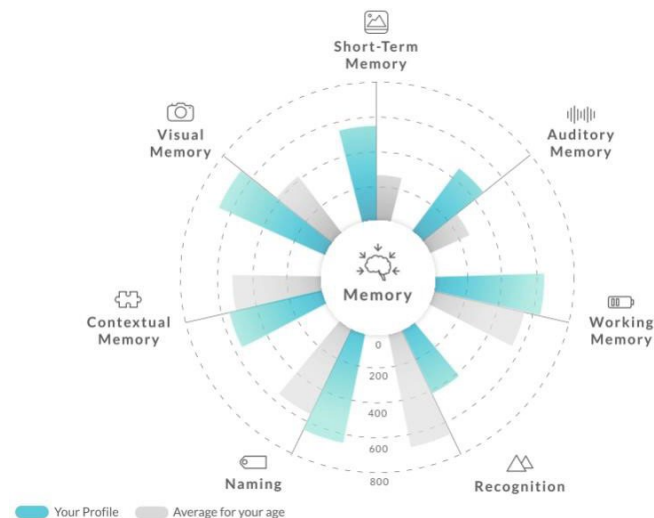 Short-Term
Memory
Visual
Memory
Auditory
Memory
Memory
Contextual
Memory
Working
Memory
0
200
400
600
800
Naming
Recognition
Your Profile
Average for your age